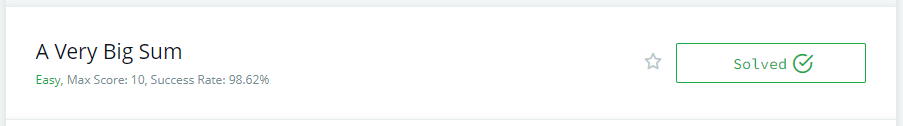 A Very Big Sum
Solved
Easy, Max Score: 10, Success Rate: 98.62%